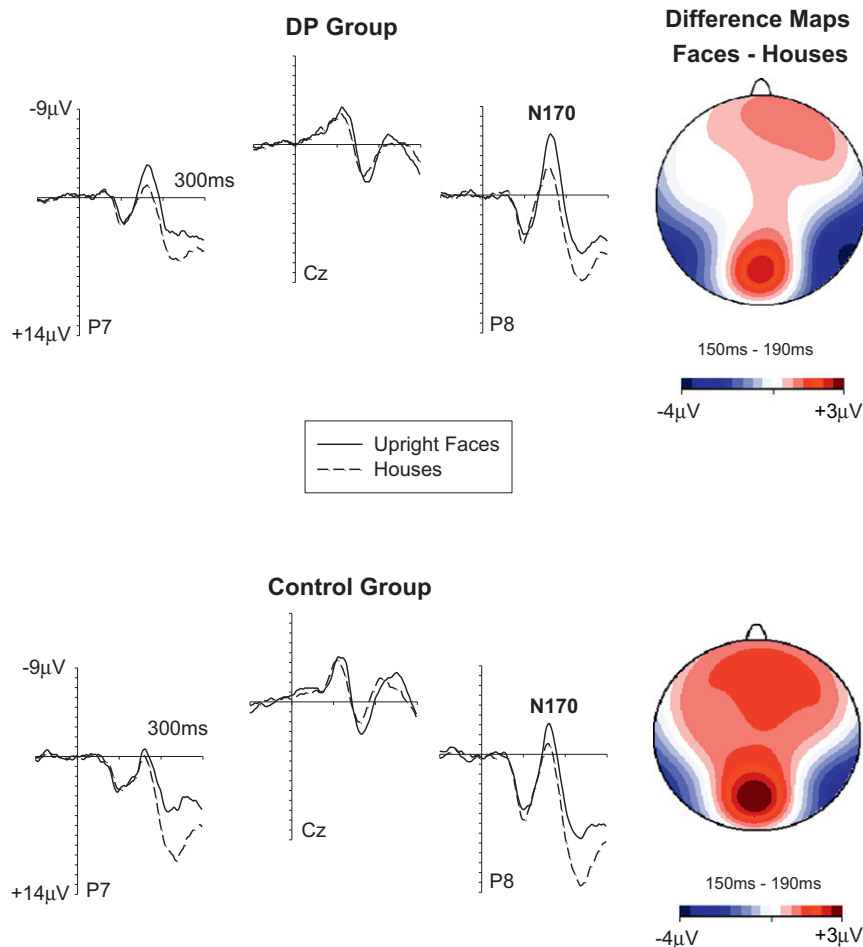 DP Group
Difference Maps
Faces - Houses
-9μV
300ms
+14μV
P7
Cz
N170
P8
150ms - 190ms
-4μV
+3μV
Upright Faces
Houses
Control Group
-9μV
300ms
+14μV
P7
Cz
N170
P8
150ms - 190ms
-4μV
+3μV